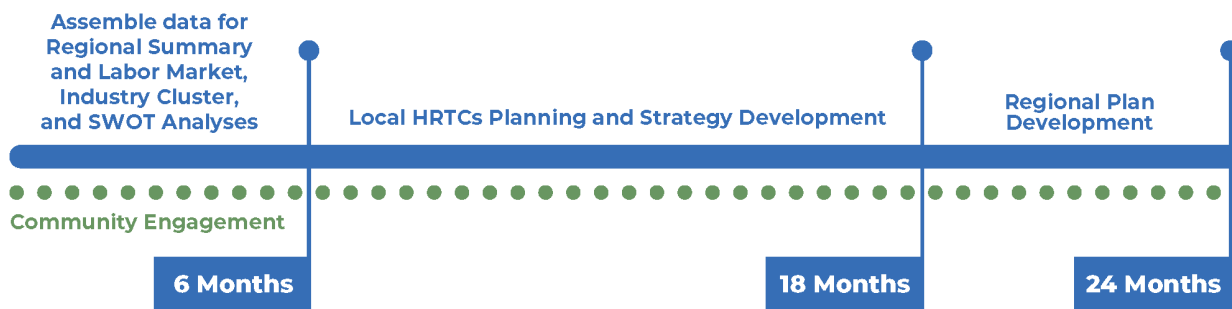 Assemble data for
Regional Summary
and Labor Market,
Industry Cluster,
and SWOT Analyses
Local HRTCs Planning and Strategy Development
Regional Plan
Development
Community Engagement
6 Months
18 Months
24 Months